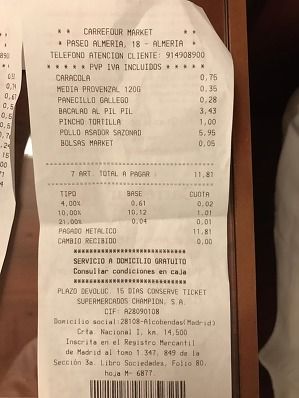 * * CARREFOUR MARKET * *
* PASEO ALMERIA, 18 - ALMERIA *
TELEFONO ATENCION CLIENTE: 914908900
* * * * * PVP IVA INCLUIDOS * * * * *
CARACOLA 0,75
MEDIA PROVENZAL 120G 0,35
PANECILLO GALLEGO 0,28
BACALAO AL PIL PIL 3,43
PINCHO TORTILLA 1,00
POLLO ASADOR SAZONAD 5,95
BOLSAS MARKET 0,05
7 ART. TOTAL A PAGAR : 11,81
TIPO BASE CUOTA
4,00% 0.61 0.02
10,00% 10.12 1.01
21,00% 0.04 0.01
PAGADO METALICO 11.81
CAMBIO RECIBIDO 0.00
SERVICIO A DOMICILIO GRATUITO
Consultar condiciones en caja
PLAZO DEVOLUC. 15 DIAS CONSERVE TICKET
SUPERMERCADOS CHAMPION, S.A.
CIF: A28090108
Domicilio social:28108-Alcobendas(Madrid)
Crta. Nacional I, km. 14,500
Inscrita en el Registro Mercantil
de Madrid al tomo 1.347, 849 de la
Sección 3a. Libro Sociedades, Folio 80,
hoja M- 6877.